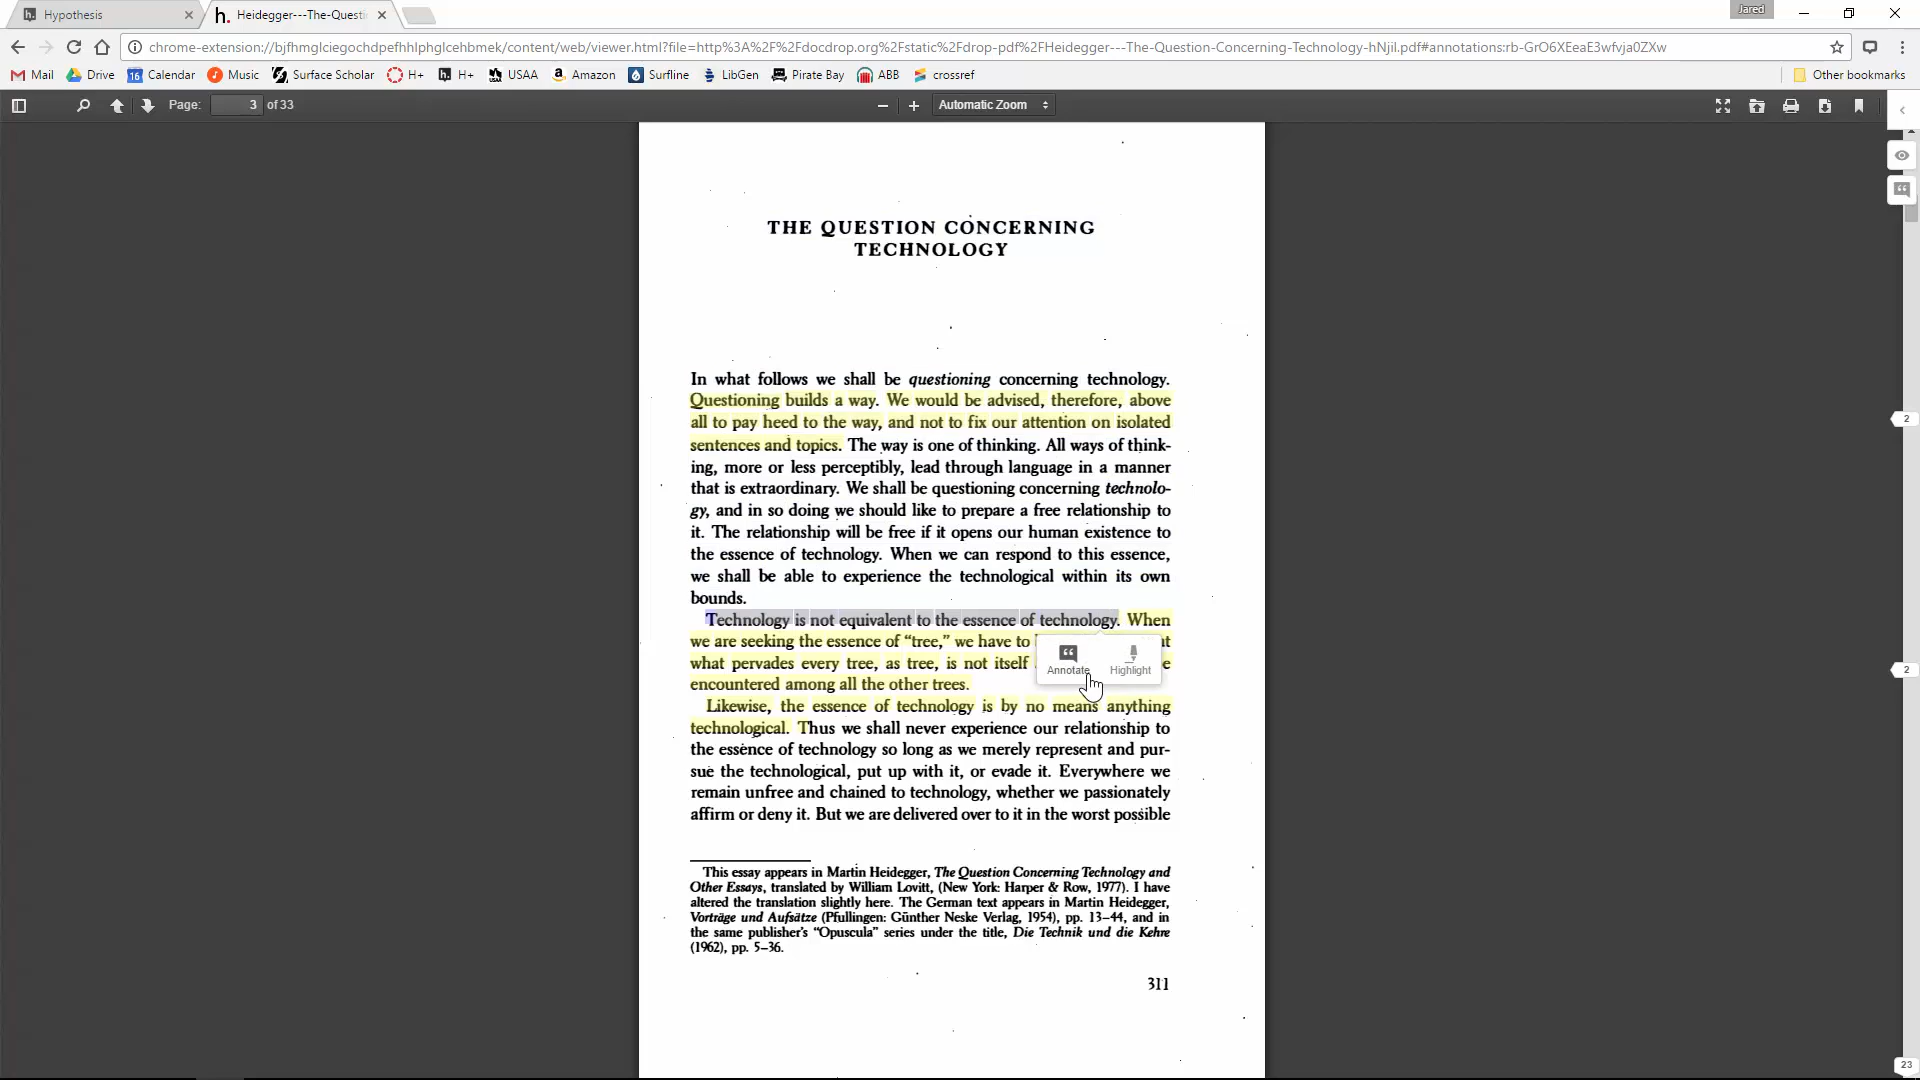 Hypothesis
Heidegger---The-Questi
Jared
chrome-extension://bjfhmglciegochdpefhhlphglcehbmek/content/web/viewer.html?file=http%3A%2F%2Fdocdrop.org%2Fstatic%2Fdrop-pdf%2FHeidegger---The-Question-Concerning-Technology-hNjil.pdf#annotations:rb-GrO6XEeaE3wfvja0ZXw
Mail Drive 16 Calendar Music Surface Scholar H+ h. H+ USAA Amazon Surfline LibGen Pirate Bay ABB crossref Other bookmarks
Page: 3 of 33 Automatic Zoom
THE QUESTION CONCERNING
TECHNOLOGY
In what follows we shall be questioning concerning technology.
Questioning builds a way. We would be advised, therefore, above
all to pay heed to the way, and not to fix our attention on isolated
sentences and topics. The way is one of thinking. All ways of think-
ing, more or less perceptibly, lead through language in a manner
that is extraordinary. We shall be questioning concerning technolo-
gy, and in so doing we should like to prepare a free relationship to
it. The relationship will be free if it opens our human existence to
the essence of technology. When we can respond to this essence,
we shall be able to experience the technological within its own
bounds.
Technology is not equivalent to the essence of technology. When
we are seeking the essence of “tree,” we have to
what pervades every tree, as tree, is not itself
encountered among all the other trees.
Annotate Highlight
Likewise, the essence of technology is by no means anything
technological. Thus we shall never experience our relationship to
the essence of technology so long as we merely represent and pur-
sue the technological, put up with it, or evade it. Everywhere we
remain unfree and chained to technology, whether we passionately
affirm or deny it. But we are delivered over to it in the worst possible
This essay appears in Martin Heidegger, The Question Concerning Technology and
Other Essays, translated by William Lovitt, (New York: Harper & Row, 1977). I have
altered the translation slightly here. The German text appears in Martin Heidegger,
Vorträge und Aufsätze (Pfullingen: Günther Neske Verlag, 1954), pp. 13–44, and in
the same publisher's “Opuscula” series under the title, Die Technik und die Kehre
(1962), pp. 5–36.
311
2
2
23